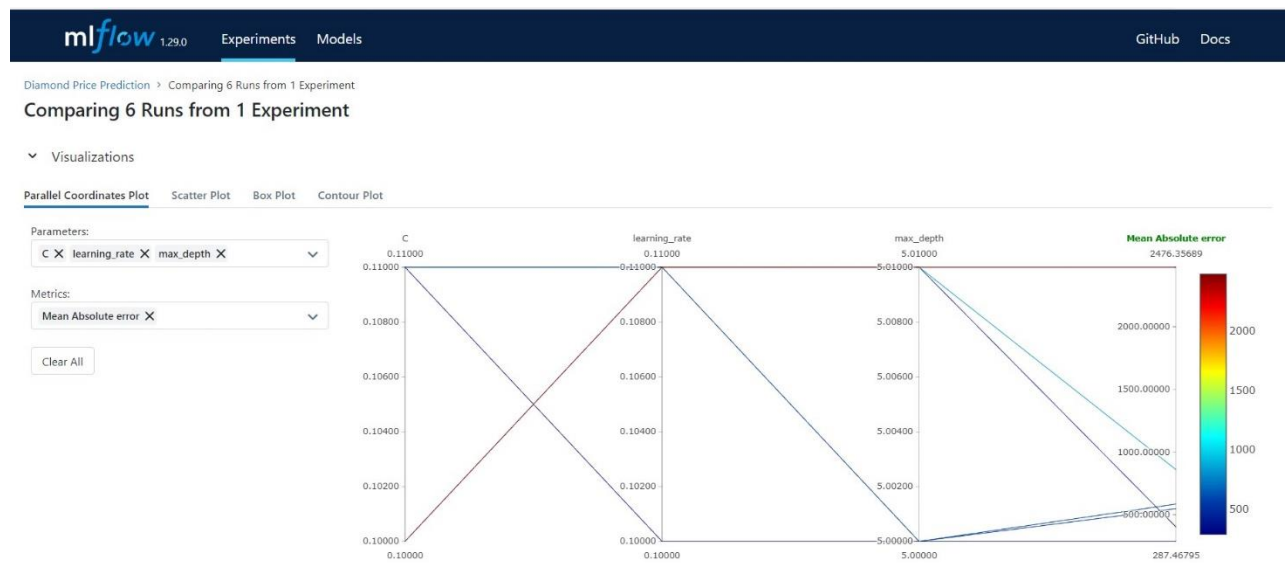 mlflow 1.29.0 Experiments Models GitHub Docs
Diamond Price Prediction > Comparing 6 Runs from 1 Experiment
Comparing 6 Runs from 1 Experiment
Visualizations
Parallel Coordinates Plot Scatter Plot Box Plot Contour Plot
Parameters:
C X learning_rate X max_depth X
Metrics:
Mean Absolute error X
Clear All
C learning_rate max_depth Mean Absolute error
0.11000 0.11000 5.01000 2476.35689
0.11000 0.11000 5.01000
0.10800 0.10800 5.00800 2000.00000 2000
0.10600 0.10600 5.00600 1500.00000 1500
0.10400 0.10400 5.00400 1000.00000 1000
0.10200 0.10200 5.00200 500.00000 500
0.10000 0.10000 5.00000
0.10000 0.10000 5.00000 287.46795